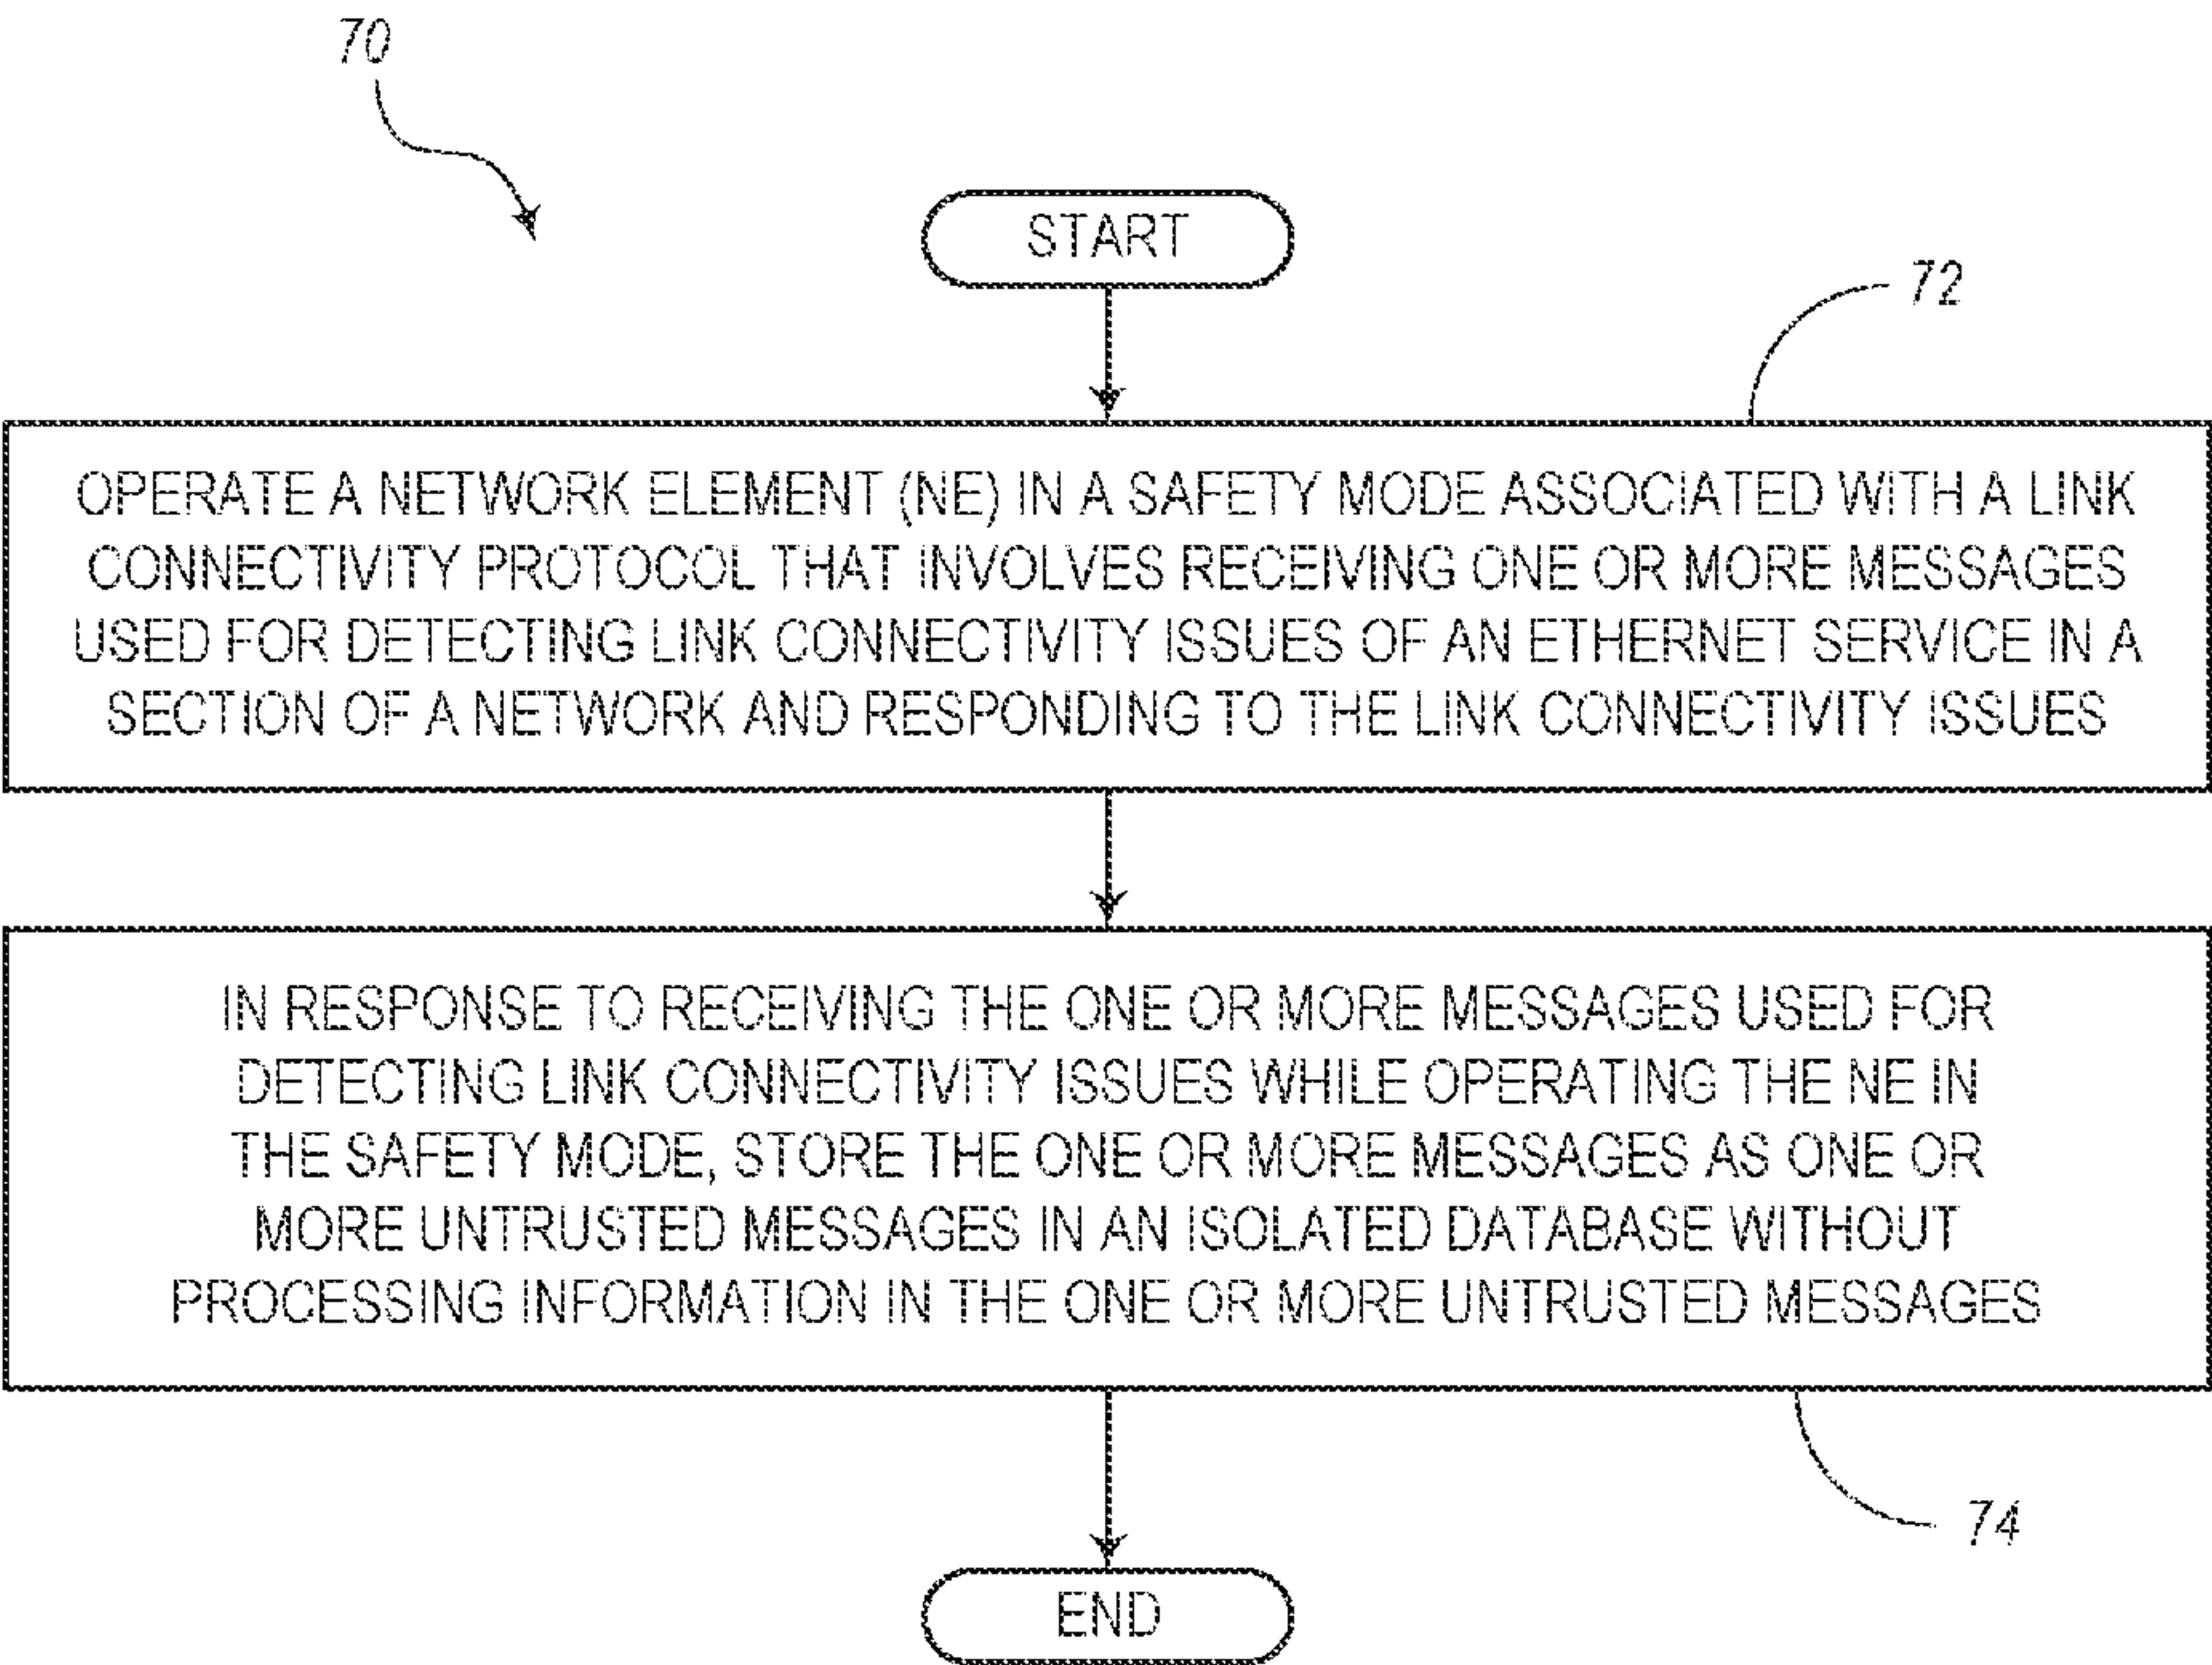 70
START
72
OPERATE A NETWORK ELEMENT (NE) IN A SAFETY MODE ASSOCIATED WITH A LINK
CONNECTIVITY PROTOCOL THAT INVOLVES RECEIVING ONE OR MORE MESSAGES
USED FOR DETECTING LINK CONNECTIVITY ISSUES OF AN ETHERNET SERVICE IN A
SECTION OF A NETWORK AND RESPONDING TO THE LINK CONNECTIVITY ISSUES
IN RESPONSE TO RECEIVING THE ONE OR MORE MESSAGES USED FOR
DETECTING LINK CONNECTIVITY ISSUES WHILE OPERATING THE NE IN
THE SAFETY MODE, STORE THE ONE OR MORE MESSAGES AS ONE OR
MORE UNTRUSTED MESSAGES IN AN ISOLATED DATABASE WITHOUT
PROCESSING INFORMATION IN THE ONE OR MORE UNTRUSTED MESSAGES
74
END